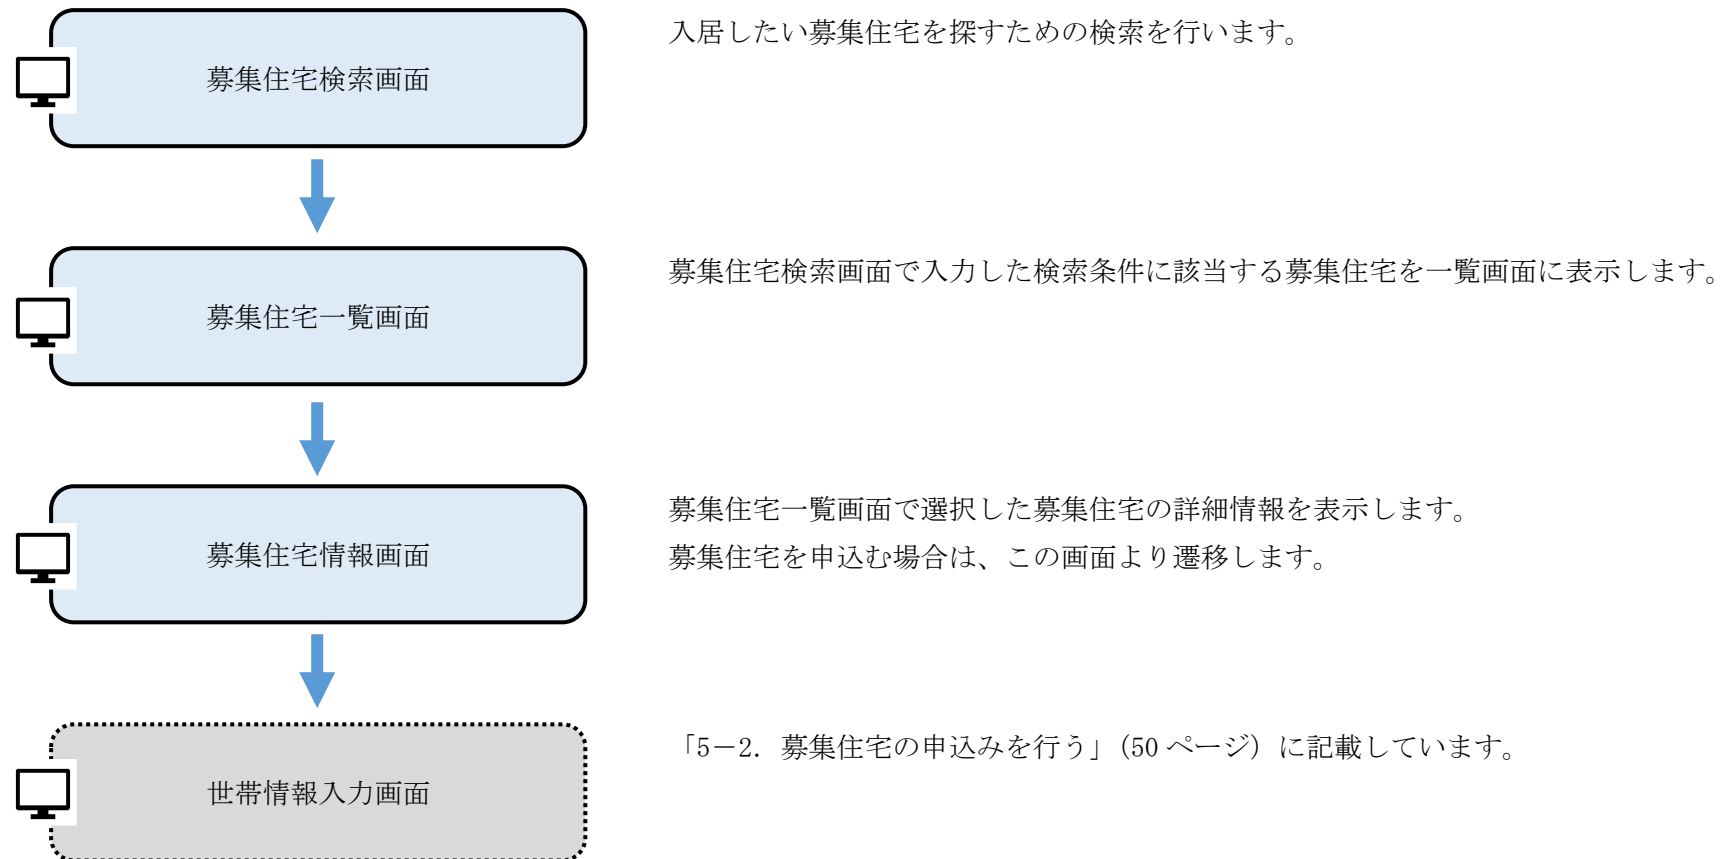 入居したい募集住宅を探すための検索を行います。
募集住宅検索画面
募集住宅検索画面で入力した検索条件に該当する募集住宅を一覧画面に表示します。
募集住宅一覧画面
募集住宅一覧画面で選択した募集住宅の詳細情報を表示します。
募集住宅を申込む場合は、この画面より遷移します。
募集住宅情報画面
「5－2．募集住宅の申込みを行う」（50 ページ）に記載しています。
世帯情報入力画面